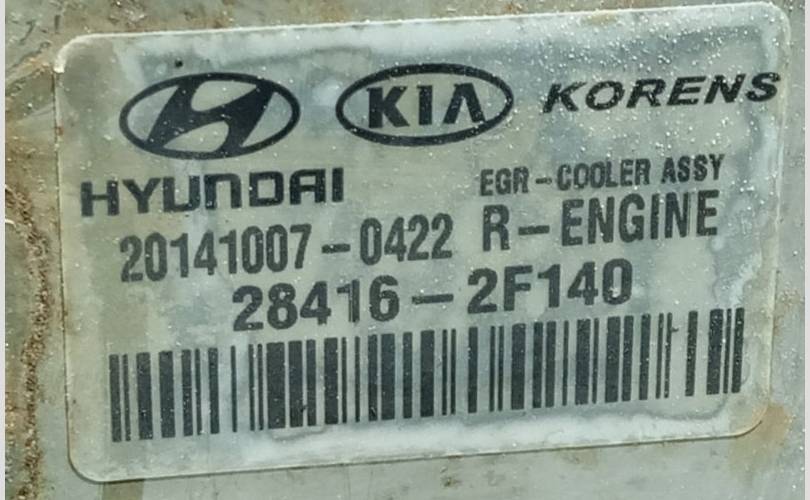 KIA KORENS
HYUNDAI EGR-COOLER ASSY
20141007-0422 R-ENGINE
28416-2F140